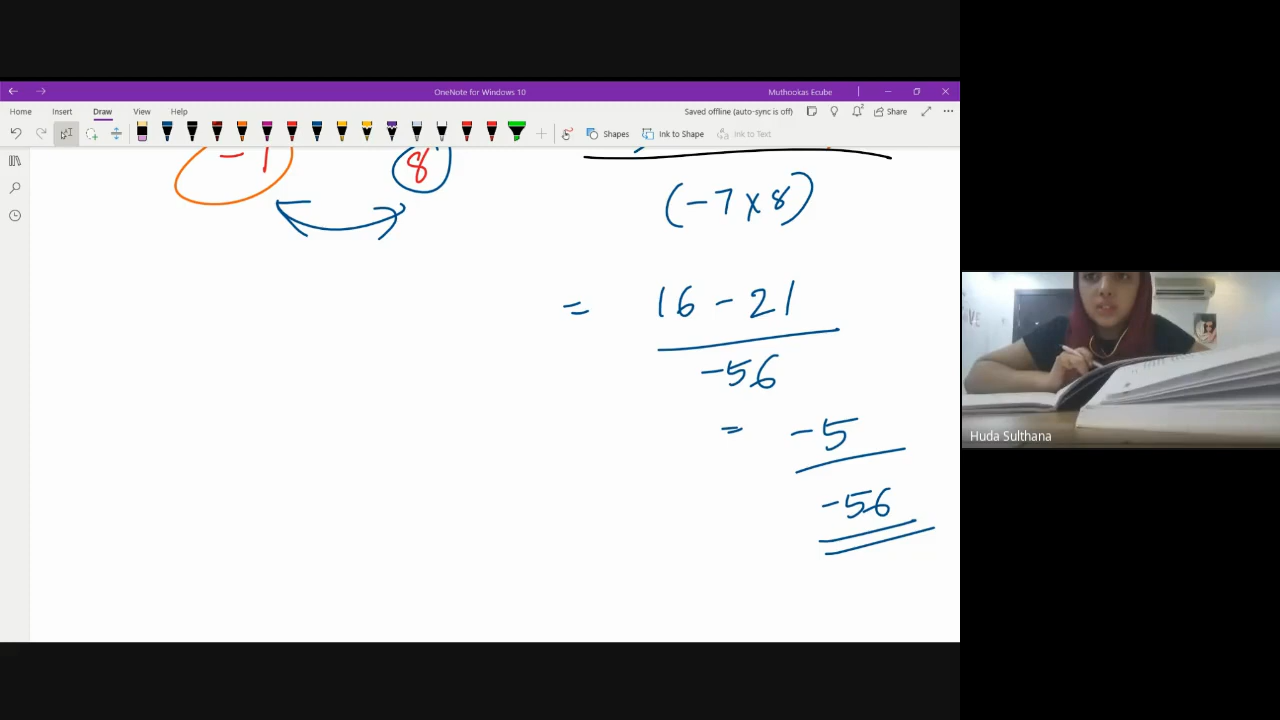 OneNote for Windows 10
Muthookas Ecube
Home Insert Draw View Help
Saved offline (auto-sync is off)
Share
Shapes
Ink to Shape
Ink to Text
8
(-7 x 8)
= 16 - 21
-56
= -5
-56
Huda Sulthana